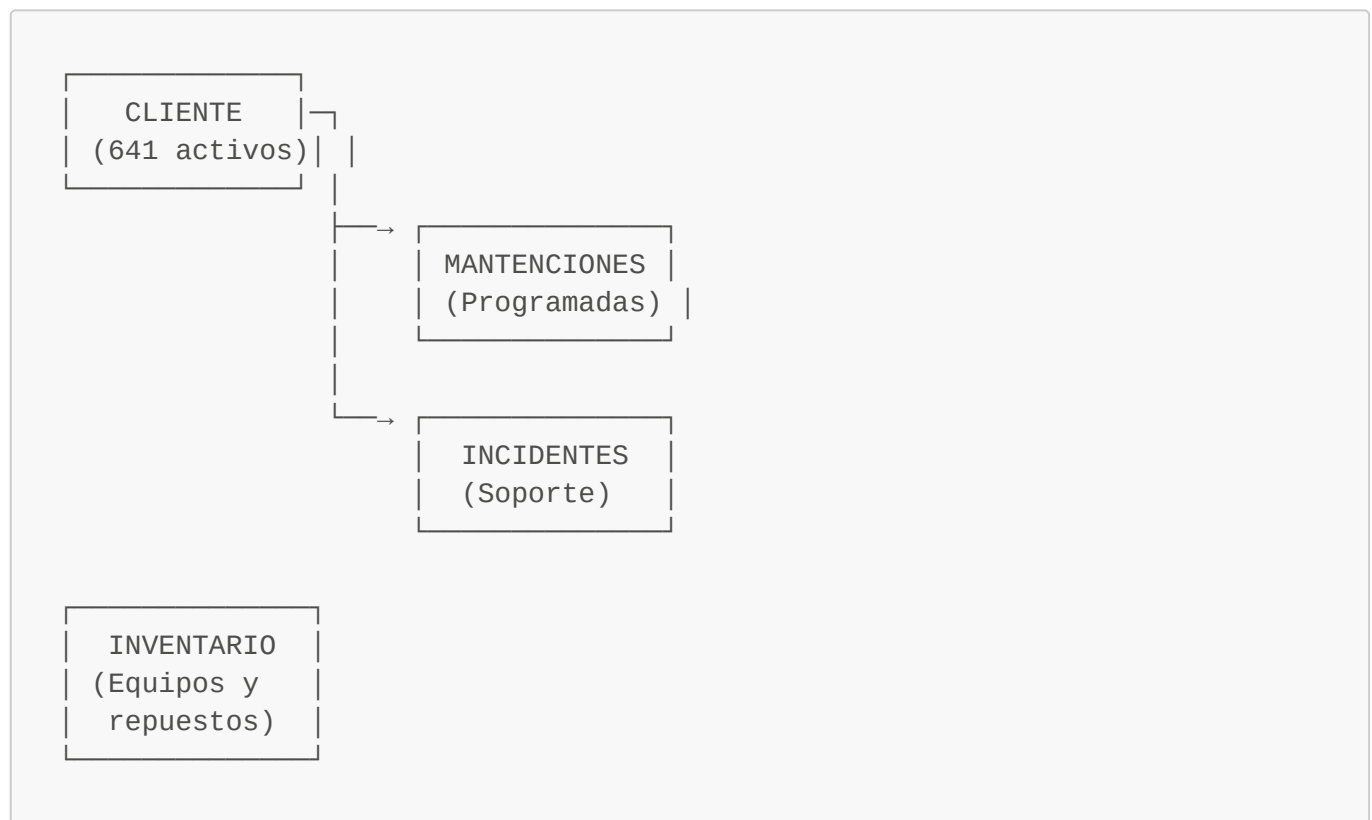 CLIENTE
(641 activos)
MANTENCIONES
(Programadas)
INCIDENTES
(Soporte)
INVENTARIO
(Equipos y
repuestos)